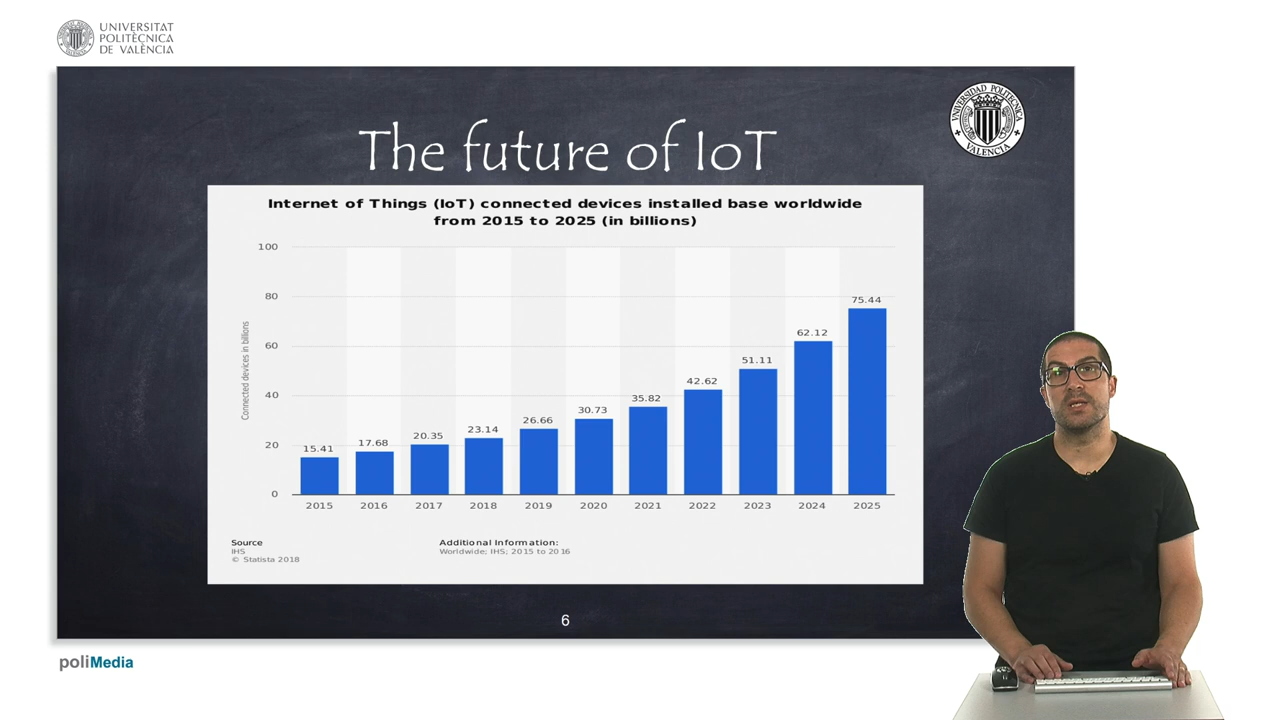 UNIVERSITAT
POLITÈCNICA
DE VALÈNCIA
UNIVERSIDAD POLITECNICA
VALENCIA
The future of IoT
Internet of Things (IoT) connected devices installed base worldwide
from 2015 to 2025 (in billions)
Connected devices in billions
100
80
60
40
20
0
15.41
17.68
20.35
23.14
26.66
30.73
35.82
42.62
51.11
62.12
75.44
2015 2016 2017 2018 2019 2020 2021 2022 2023 2024 2025
Source
IHS
© Statista 2018
Additional Information:
Worldwide; IHS; 2015 to 2016
6
poliMedia